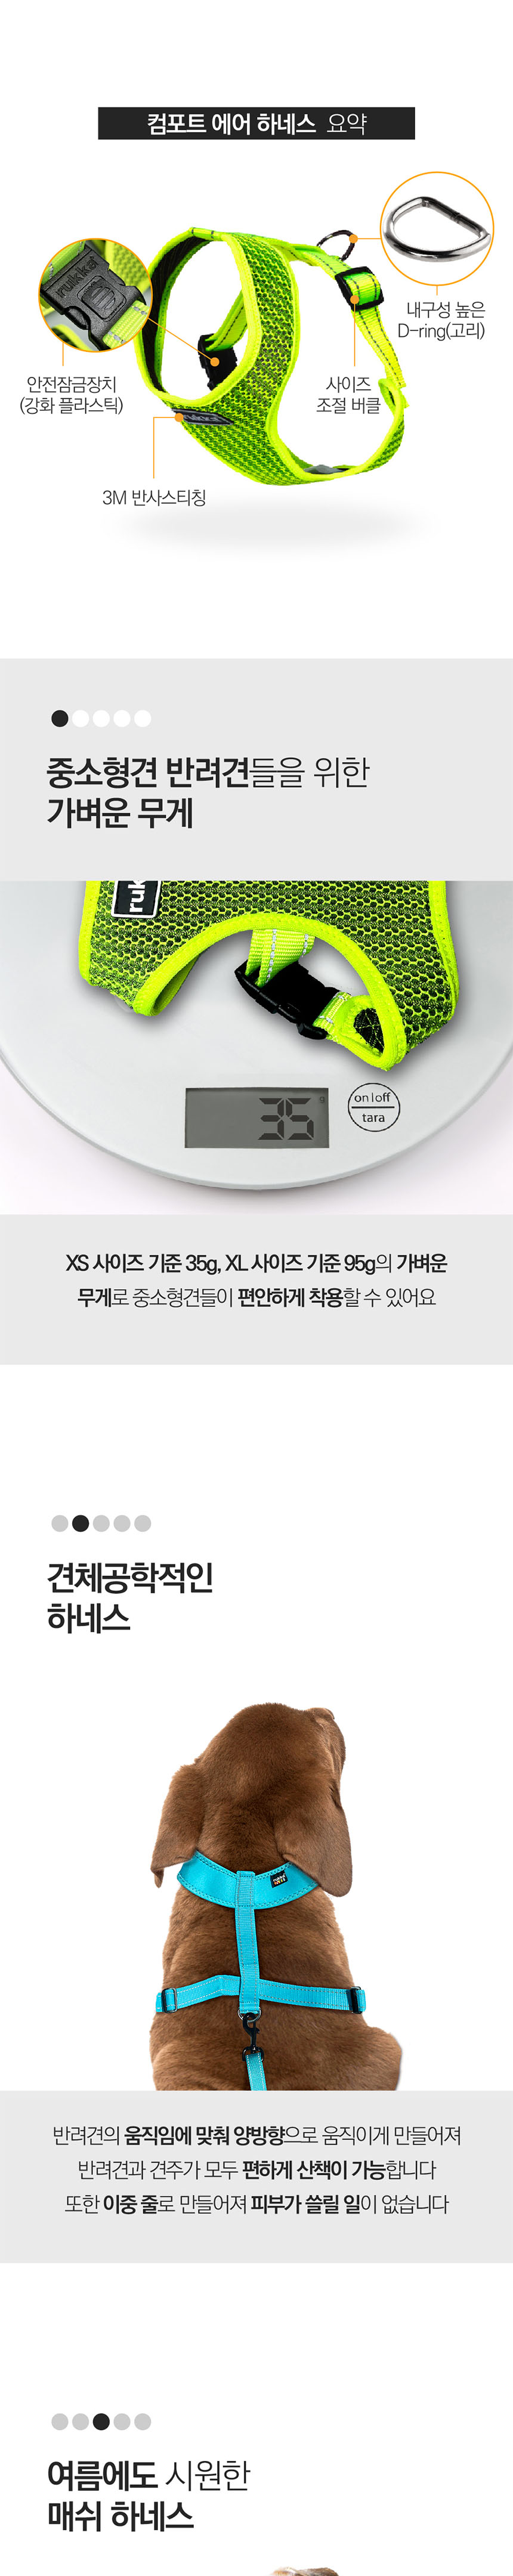 컴포트 에어 하네스 요약
rukka
내구성 높은
D-ring(고리)
안전잠금장치
(강화 플라스틱)
사이즈
조절 버클
3M 반사스티칭
중소형견 반려견들을 위한
가벼운 무게
ruk
35 g
on|off
tara
XS 사이즈 기준 35g, XL 사이즈 기준 95g의 가벼운
무게로 중소형견들이 편안하게 착용할 수 있어요
견체공학적인
하네스
반려견의 움직임에 맞춰 양방향으로 움직이게 만들어져
반려견과 견주가 모두 편하게 산책이 가능합니다
또한 이중 줄로 만들어져 피부가 쓸릴 일이 없습니다
여름에도 시원한
매쉬 하네스